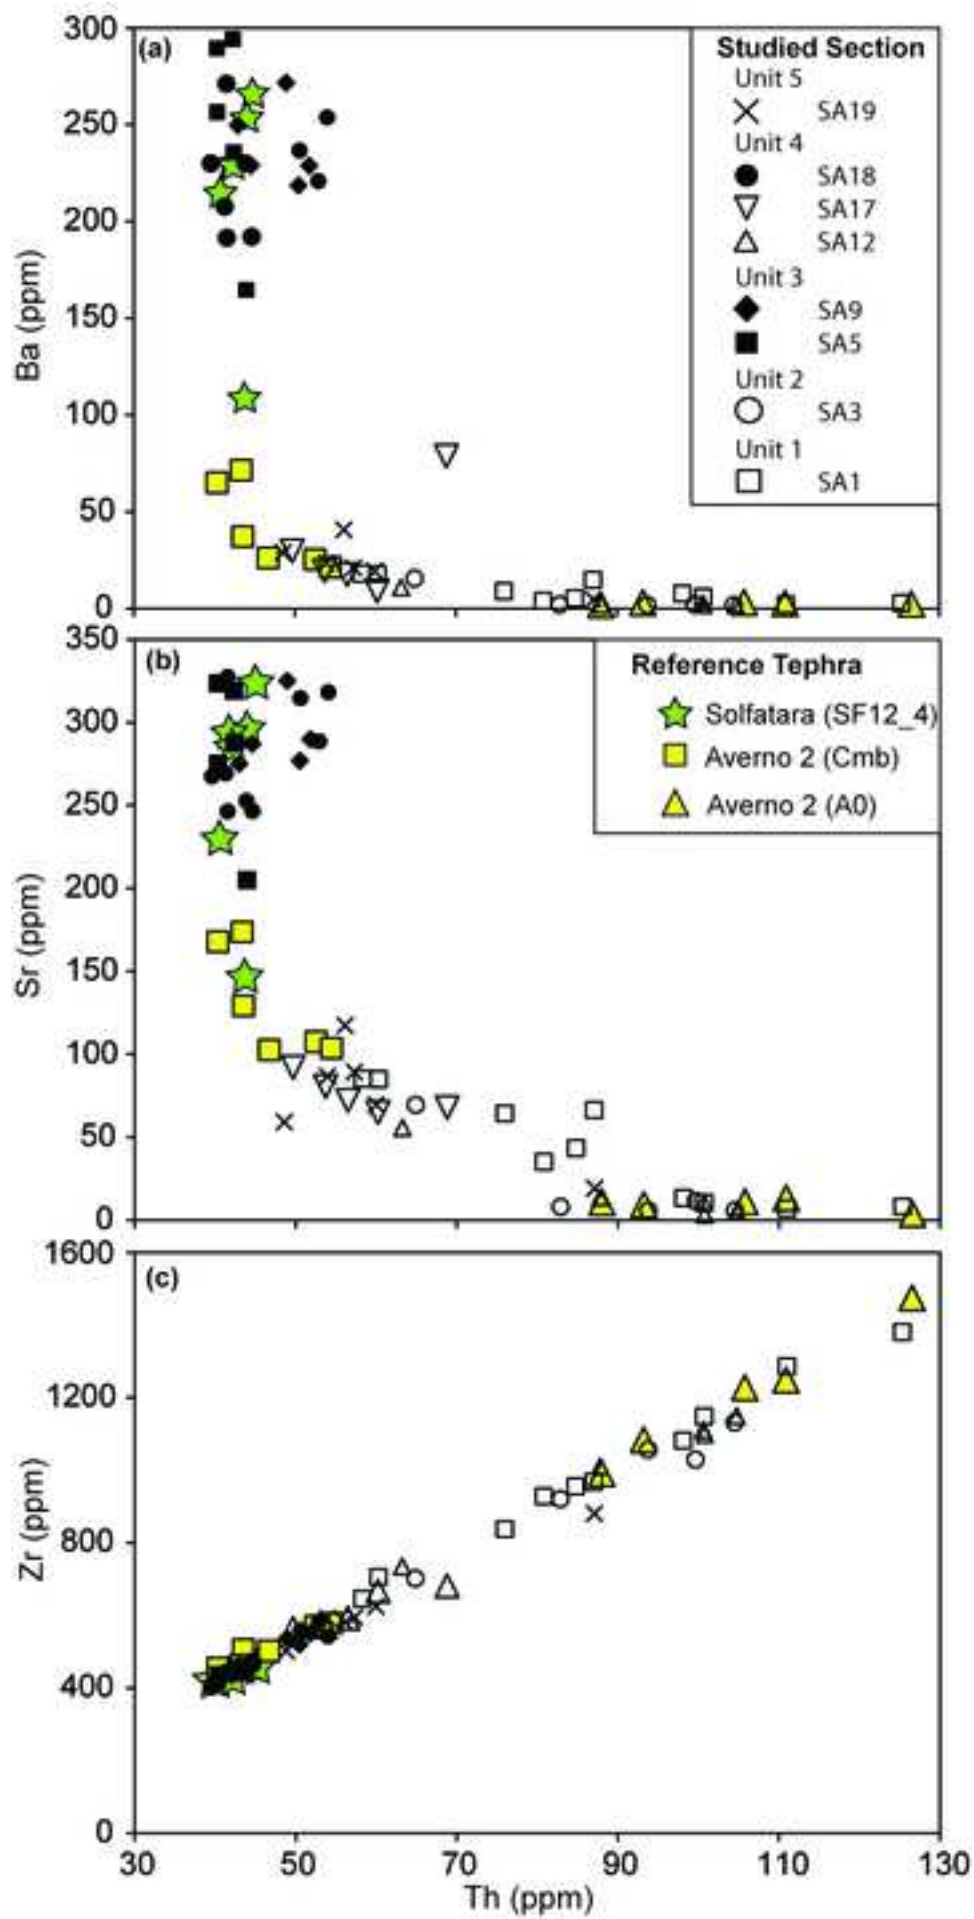 300
(a)
250
200
150
100
50
0
Ba (ppm)
Studied Section
Unit 5
SA19
Unit 4
SA18
SA17
SA12
Unit 3
SA9
SA5
Unit 2
SA3
Unit 1
SA1
350
(b)
300
250
200
150
100
50
0
Sr (ppm)
Reference Tephra
Solfatara (SF12_4)
Averno 2 (Cmb)
Averno 2 (A0)
1600
(c)
1200
800
400
0
Zr (ppm)
30 50 70 90 110 130
Th (ppm)